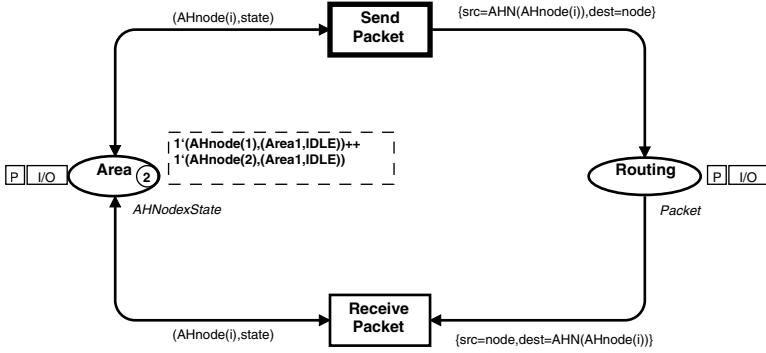 (AHnode(i),state)
Send
Packet
{src=AHN(AHnode(i)),dest=node}
1‘(AHnode(1),(Area1,IDLE))++
1‘(AHnode(2),(Area1,IDLE))
P I/O Area 2
AHNodexState
Routing P I/O
Packet
(AHnode(i),state)
Receive
Packet
{src=node,dest=AHN(AHnode(i))}